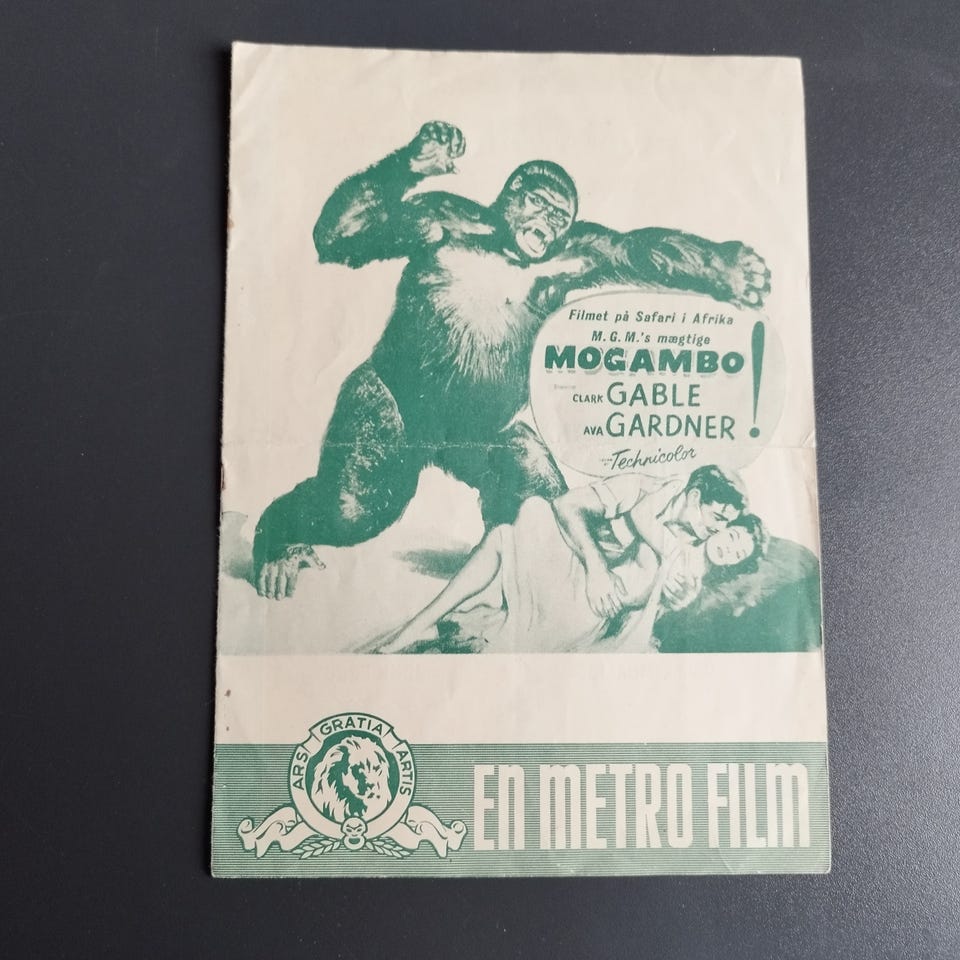 Filmet på Safari i Afrika
M.G.M.'s mægtige
MOGAMBO!
CLARK GABLE
AVA GARDNER
Technicolor
ARS GRATIA ARTIS
EN METRO FILM